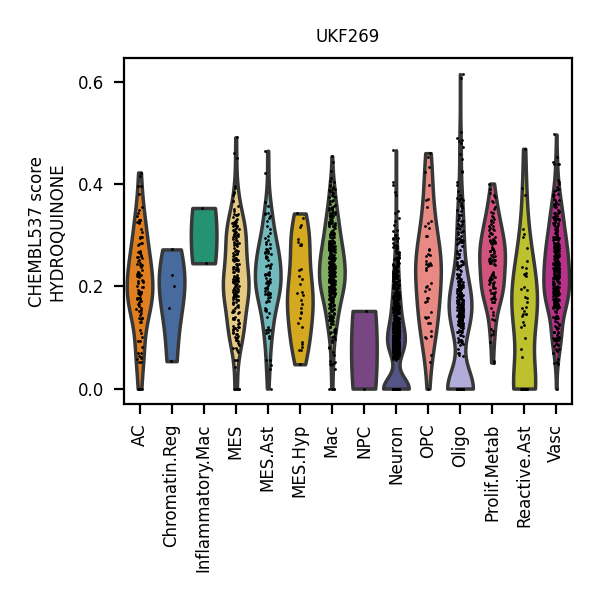 UKF269
CHEMBL537 score
HYDROQUINONE
0.6
0.4
0.2
0.0
AC
Chromatin.Reg
Inflammatory.Mac
MES
MES.Ast
MES.Hyp
Mac
NPC
Neuron
OPC
Oligo
Prolif.Metab
Reactive.Ast
Vasc